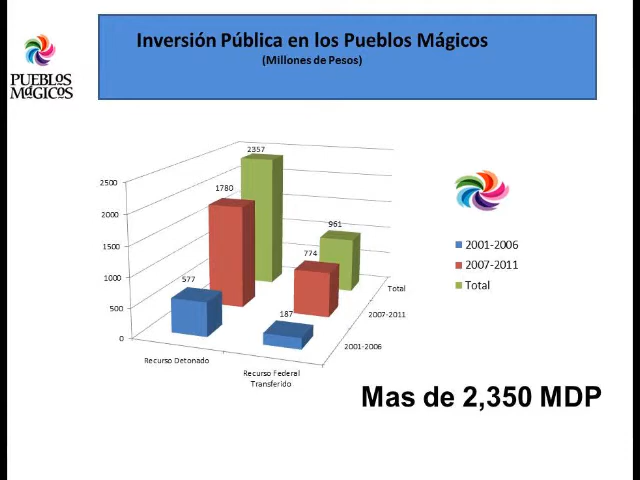 Inversión Pública en los Pueblos Mágicos
(Millones de Pesos)
PUEBLOS
MáGICOS
2500
2000
1500
1000
500
0
2357
1780
577
961
774
187
Total
2007-2011
2001-2006
Recurso Detonado
Recurso Federal
Transferido
2001-2006
2007-2011
Total
Mas de 2,350 MDP